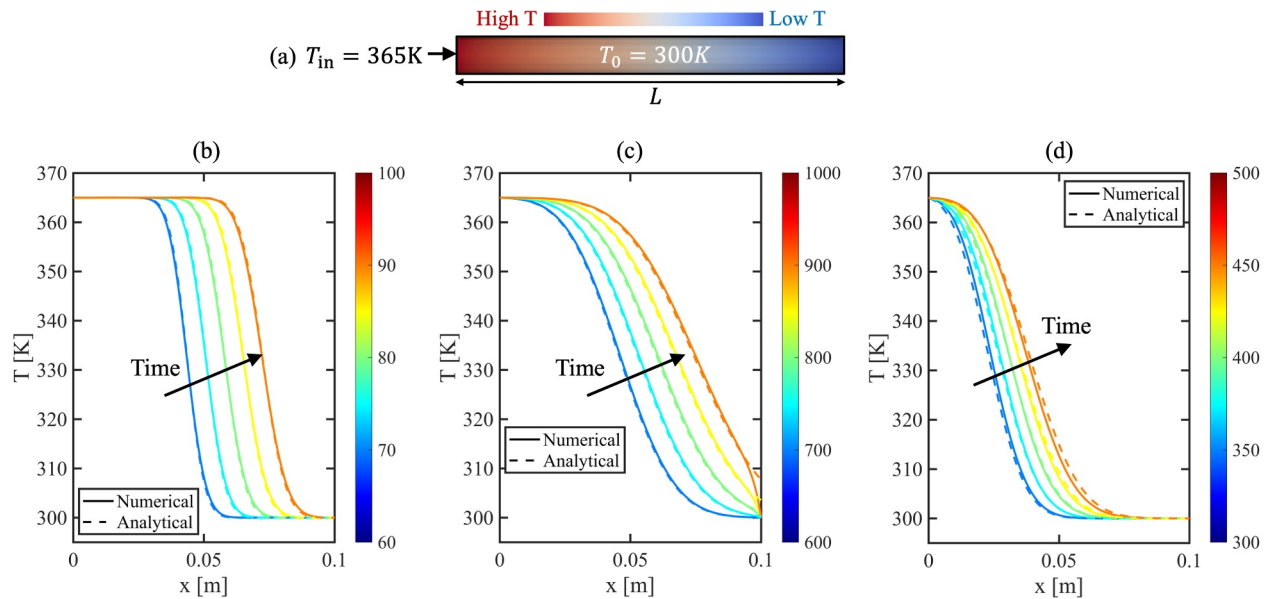 High T Low T
(a) T_in = 365K T_0 = 300K
L
(b) (c) (d)
370 100 370 1000 370 500
Numerical
Analytical
360 360 360
90 900 450
350 350 350
T [K] 340 80 T [K] 340 800 T [K] 340 400
Time
330 330 330
Time Time
320 70 320 700 320 350
310 Numerical
Analytical
310 310
Numerical
Analytical
300 300 300
60 600 300
0 0.05 0.1 0 0.05 0.1 0 0.05 0.1
x [m] x [m] x [m]